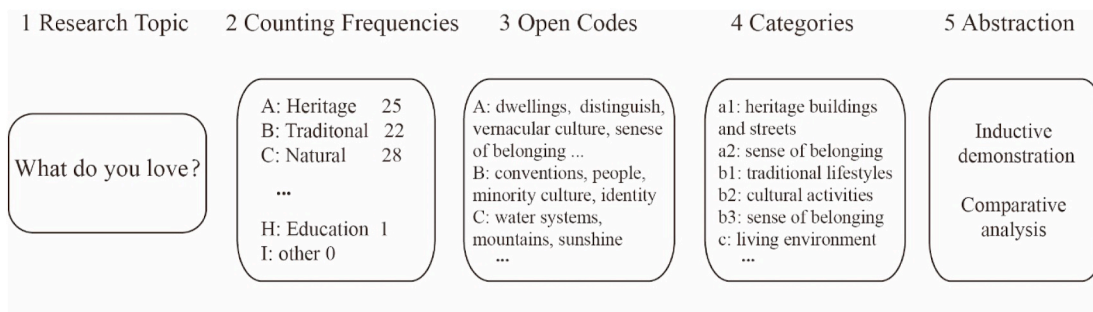 1 Research Topic
2 Counting Frequencies
3 Open Codes
4 Categories
5 Abstraction
What do you love?
A: Heritage 25
B: Traditonal 22
C: Natural 28
...
H: Education 1
I: other 0
A: dwellings, distinguish,
vernacular culture, senese
of belonging ...
B: conventions, people,
minority culture, identity
C: water systems,
mountains, sunshine
...
a1: heritage buildings
and streets
a2: sense of belonging
b1: traditional lifestyles
b2: cultural activities
b3: sense of belonging
c: living environment
...
Inductive
demonstration
Comparative
analysis